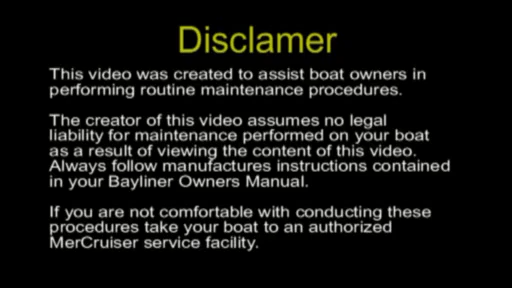 Disclamer
This video was created to assist boat owners in
performing routine maintenance procedures.
The creator of this video assumes no legal
liability for maintenance performed on your boat
as a result of viewing the content of this video.
Always follow manufactures instructions contained
in your Bayliner Owners Manual.
If you are not comfortable with conducting these
procedures take your boat to an authorized
MerCruiser service facility.